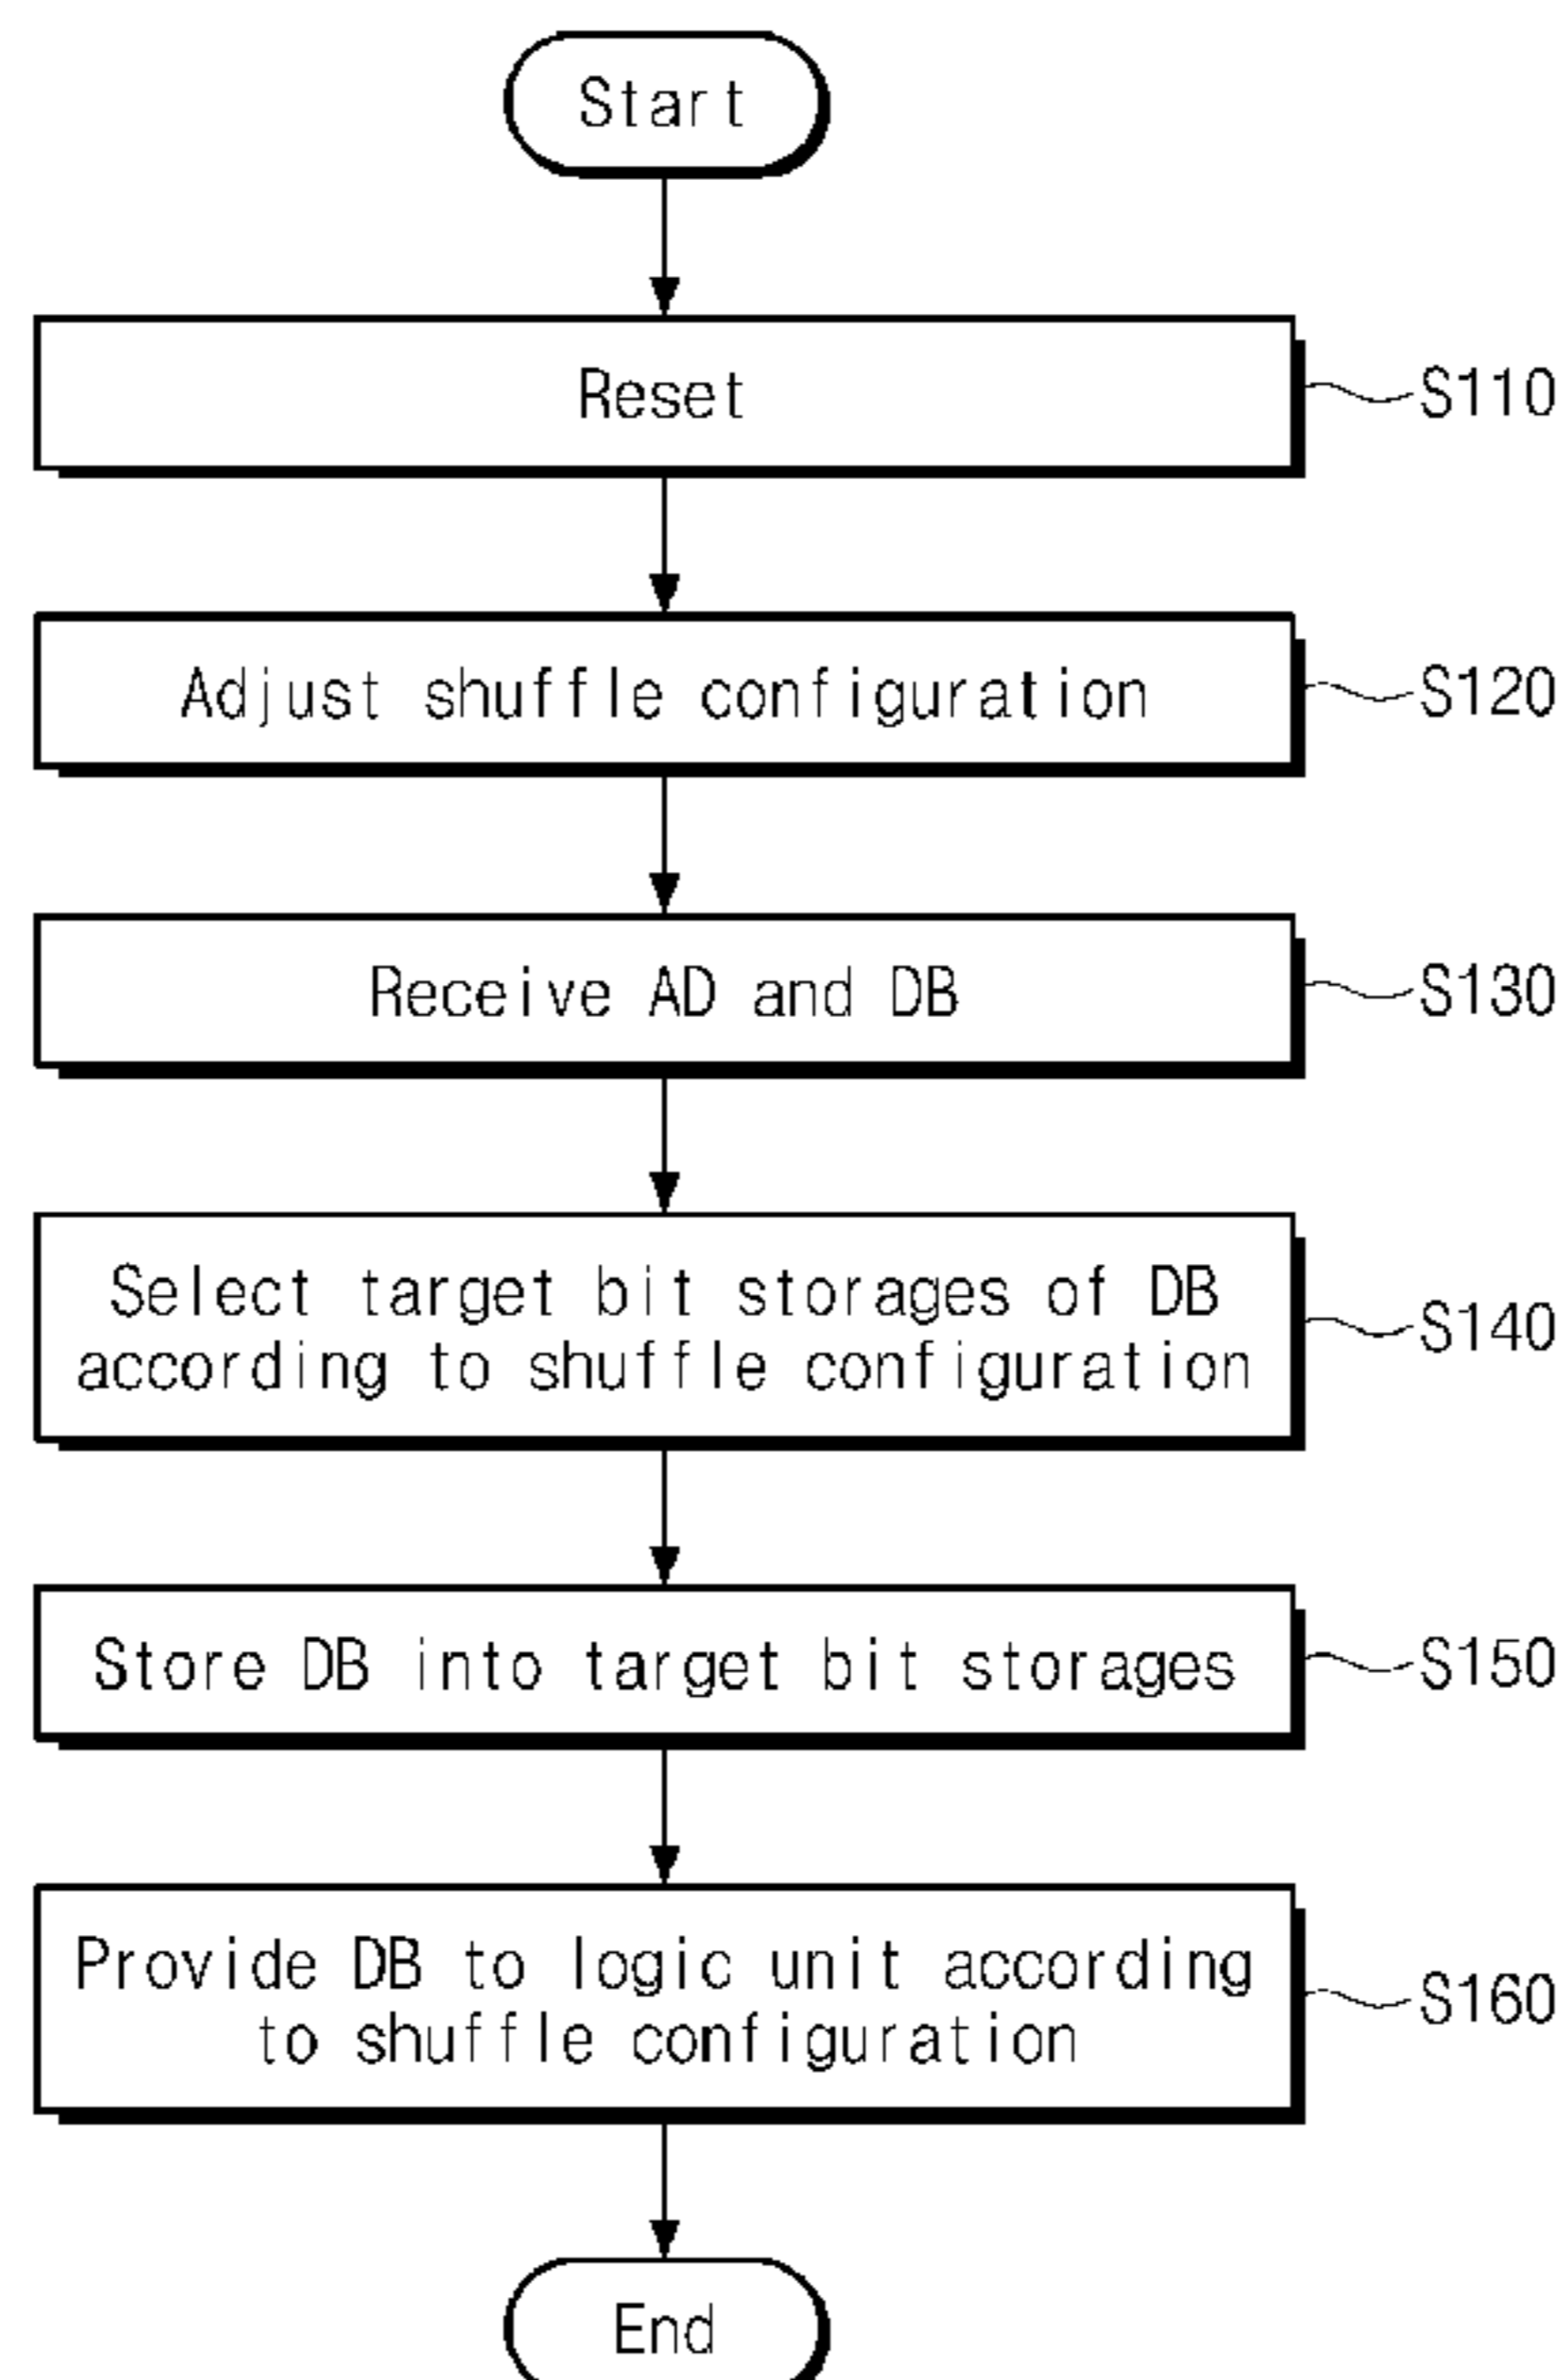 Start
Reset
S110
Adjust shuffle configuration
S120
Receive AD and DB
S130
Select target bit storages of DB
according to shuffle configuration
S140
Store DB into target bit storages
S150
Provide DB to logic unit according
to shuffle configuration
S160
End